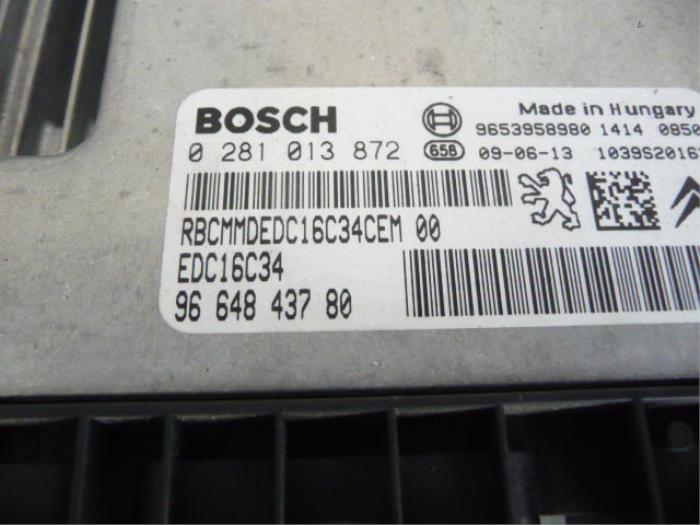 BOSCH
Made in Hungary
9653958980 1414 085
0 281 013 872
658
09-06-13 1039S2016
RBCMMDEDC16C34CEM 00
EDC16C34
96 648 437 80